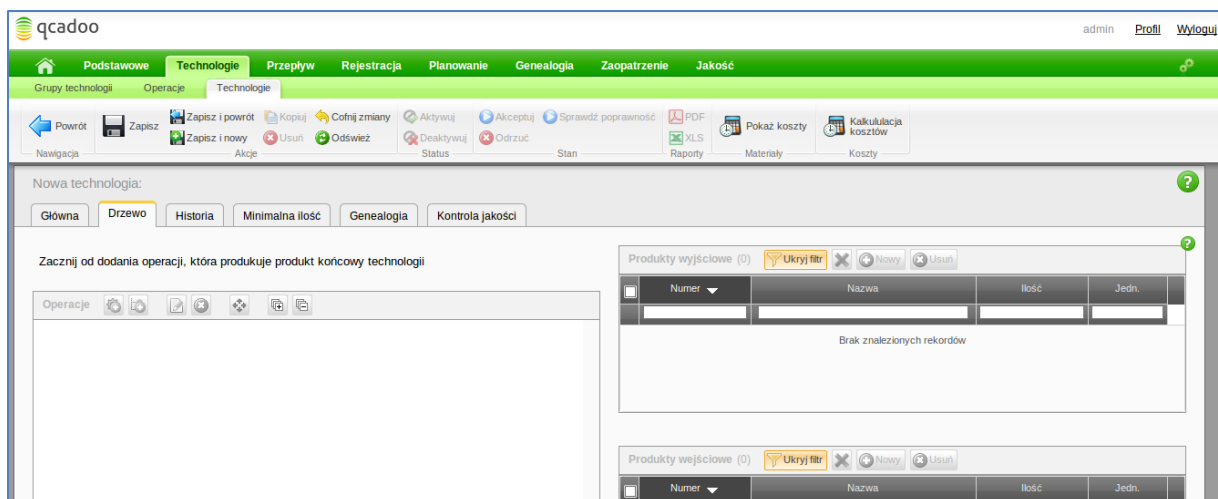 qcadoo
admin Profil Wyloguj
Podstawowe Technologie Przepływ Rejestracja Planowanie Genealogia Zaopatrzenie Jakość
Grupy technologii Operacje Technologie
Powrót Zapisz Zapisz i powrót Kopiuj Cofnij zmiany Aktywuj Akceptuj Sprawdź poprawność PDF Pokaż koszty Kalkululacja kosztów
Zapisz i nowy Usuń Odśwież Deaktywuj Odrzuć XLS
Nawigacja Akcje Status Stan Raporty Materiały Koszty
Nowa technologia:
Główna Drzewo Historia Minimalna ilość Genealogia Kontrola jakości
Zacznij od dodania operacji, która produkuje produkt końcowy technologii
Operacje
Produkty wyjściowe (0) Ukryj filtr Nowy Usuń
Numer Nazwa Ilość Jedn.
Brak znalezionych rekordów
Produkty wejściowe (0) Ukryj filtr Nowy Usuń
Numer Nazwa Ilość Jedn.